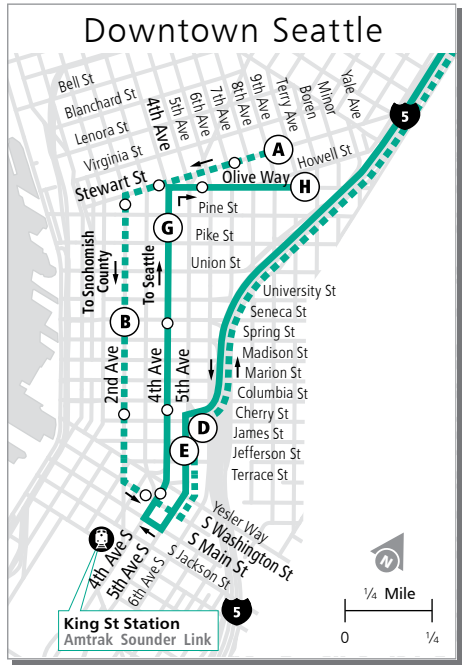 Downtown Seattle
Bell St
Blanchard St
Lenora St
Virginia St
Stewart St
4th Ave
5th Ave
6th Ave
7th Ave
8th Ave
9th Ave
Terry Ave
Boren
Minor
Yale Ave
5
A
Howell St
Olive Way
H
Pine St
G
Pike St
Union St
To Snohomish
County
To Seattle
B
2nd Ave
4th Ave
5th Ave
University St
Seneca St
Spring St
Madison St
Marion St
Columbia St
Cherry St
James St
Jefferson St
Terrace St
D
E
Yesler Way
S Washington St
S Main St
S Jackson St
4th Ave S
5th Ave S
6th Ave S
5
King St Station
Amtrak Sounder Link
N
1/4 Mile
0
1/4